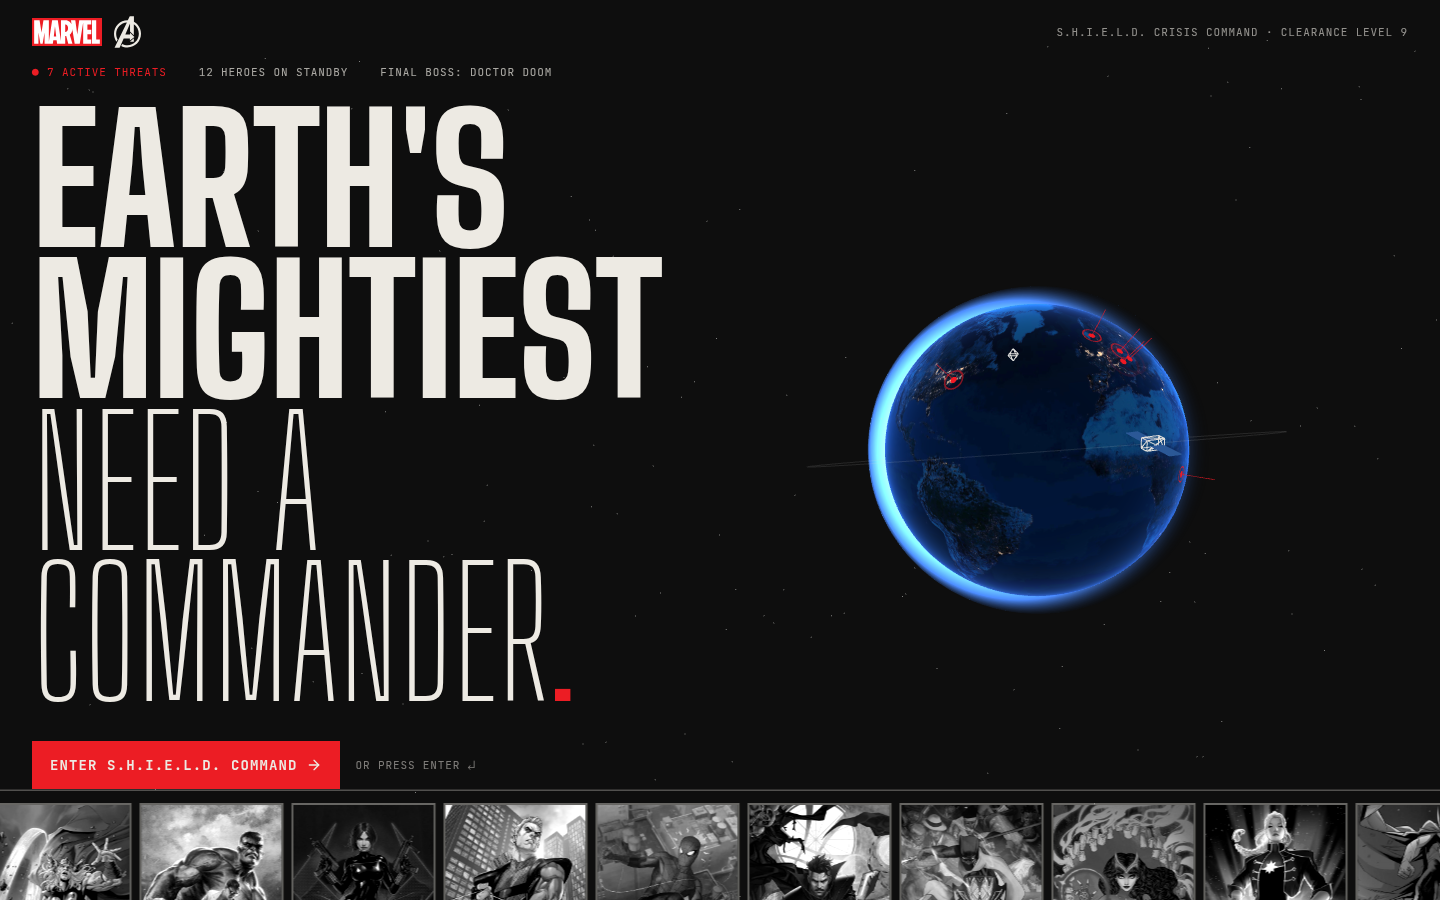 MARVEL
S.H.I.E.L.D. CRISIS COMMAND · CLEARANCE LEVEL 9
7 ACTIVE THREATS
12 HEROES ON STANDBY
FINAL BOSS: DOCTOR DOOM
EARTH'S
MIGHTIEST
NEED A
COMMANDER.
ENTER S.H.I.E.L.D. COMMAND →
OR PRESS ENTER ↵